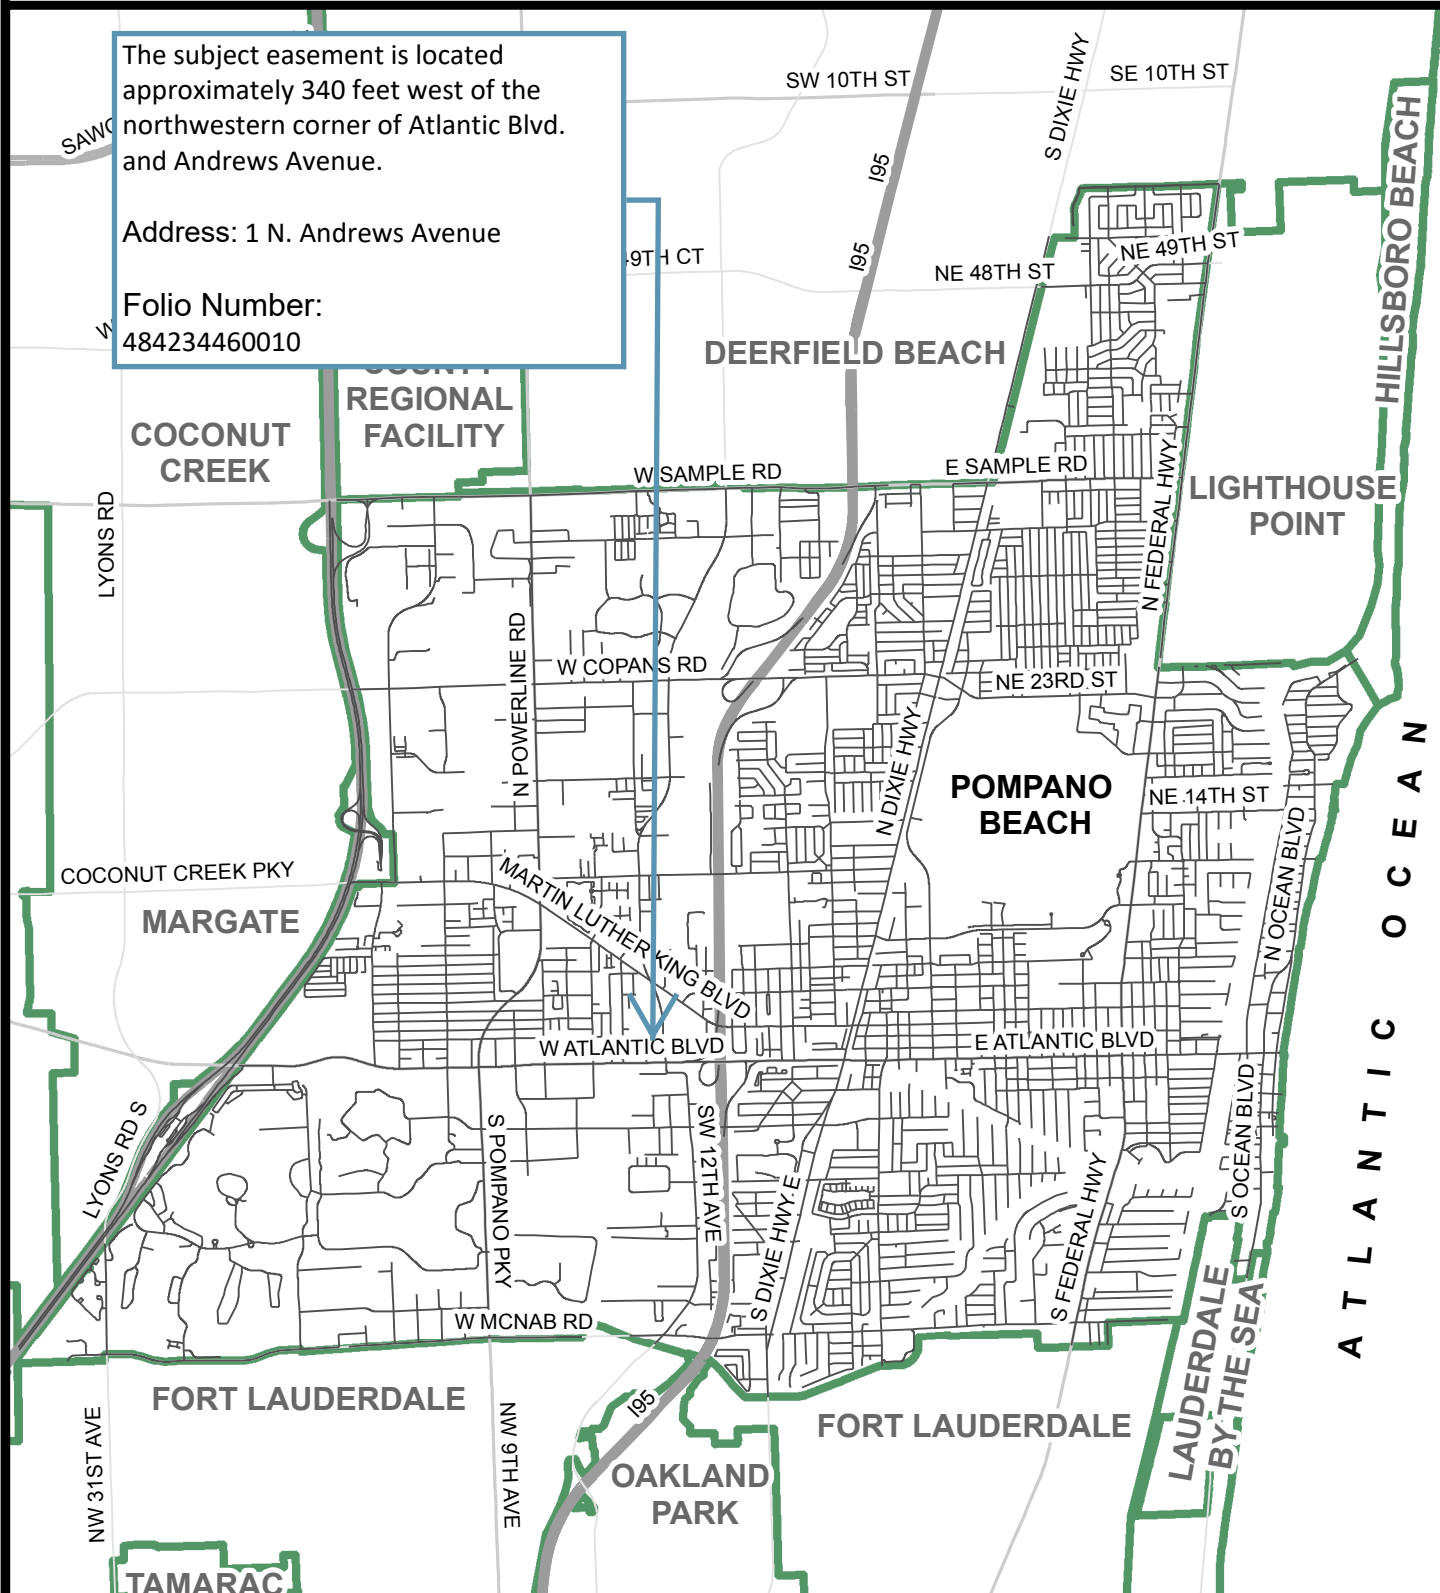 The subject easement is located
approximately 340 feet west of the
northwestern corner of Atlantic Blvd.
and Andrews Avenue.
Address: 1 N. Andrews Avenue
Folio Number:
484234460010
SW 10TH ST
SE 10TH ST
S DIXIE HWY
HILLSBORO BEACH
I95
I95
NE 49TH ST
NE 48TH ST
DEERFIELD BEACH
COUNTY
REGIONAL
FACILITY
COCONUT
CREEK
W SAMPLE RD
E SAMPLE RD
LIGHTHOUSE
POINT
LYONS RD
N FEDERAL HWY
N POWERLINE RD
W COPANS RD
NE 23RD ST
N DIXIE HWY
POMPANO
BEACH
NE 14TH ST
N OCEAN BLVD
ATLANTIC OCEAN
COCONUT CREEK PKY
MARTIN LUTHER KING BLVD
MARGATE
W ATLANTIC BLVD
E ATLANTIC BLVD
LYONS RD S
S POMPANO PKY
SW 12TH AVE
S DIXIE HWY E
S FEDERAL HWY
S OCEAN BLVD
W MCNAB RD
LAUDERDALE
BY THE SEA
FORT LAUDERDALE
I95
FORT LAUDERDALE
NW 31ST AVE
NW 9TH AVE
OAKLAND
PARK
TAMARAC